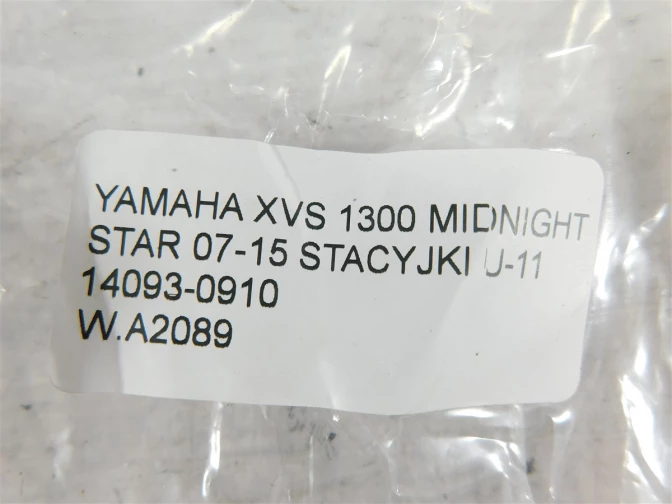 YAMAHA XVS 1300 MIDNIGHT
STAR 07-15 STACYJKI U-11
14093-0910
W.A2089